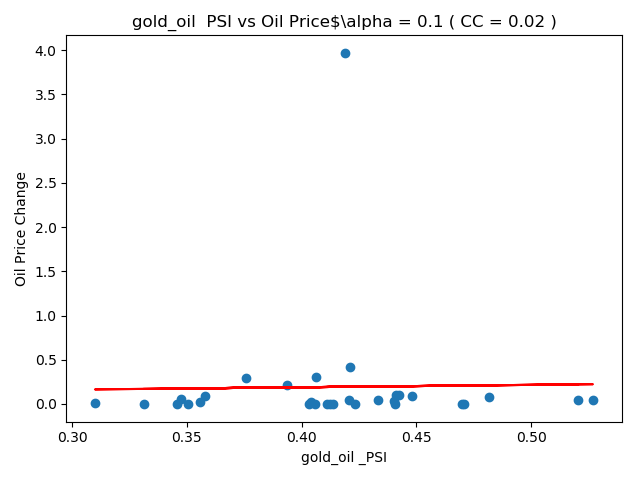 gold_oil  PSI vs Oil Price$\alpha = 0.1 ( CC = 0.02 )
4.0
3.5
3.0
2.5
2.0
1.5
1.0
0.5
0.0
Oil Price Change
0.30 0.35 0.40 0.45 0.50
gold_oil _PSI